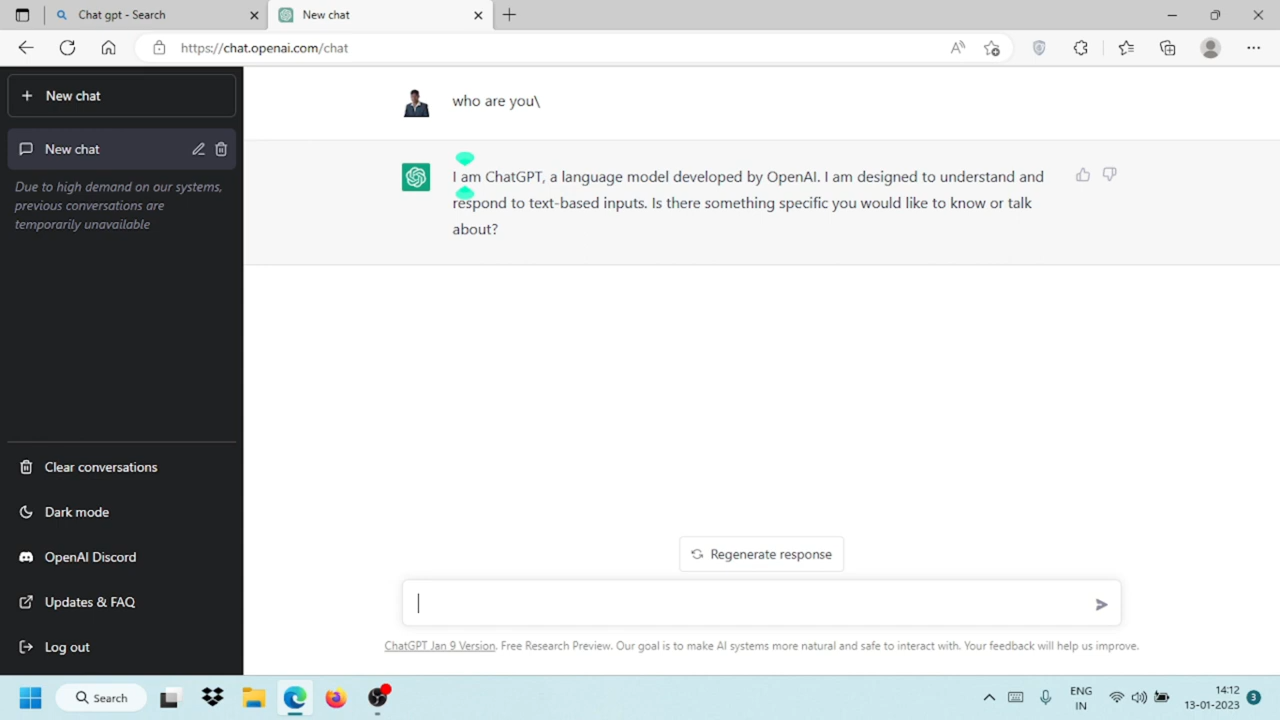 Chat gpt - Search
New chat
https://chat.openai.com/chat
New chat
New chat
Due to high demand on our systems,
previous conversations are
temporarily unavailable
Clear conversations
Dark mode
OpenAI Discord
Updates & FAQ
Log out
who are you\
I am ChatGPT, a language model developed by OpenAI. I am designed to understand and
respond to text-based inputs. Is there something specific you would like to know or talk
about?
Regenerate response
ChatGPT Jan 9 Version. Free Research Preview. Our goal is to make AI systems more natural and safe to interact with. Your feedback will help us improve.
Search
ENG
IN
14:12
13-01-2023
3